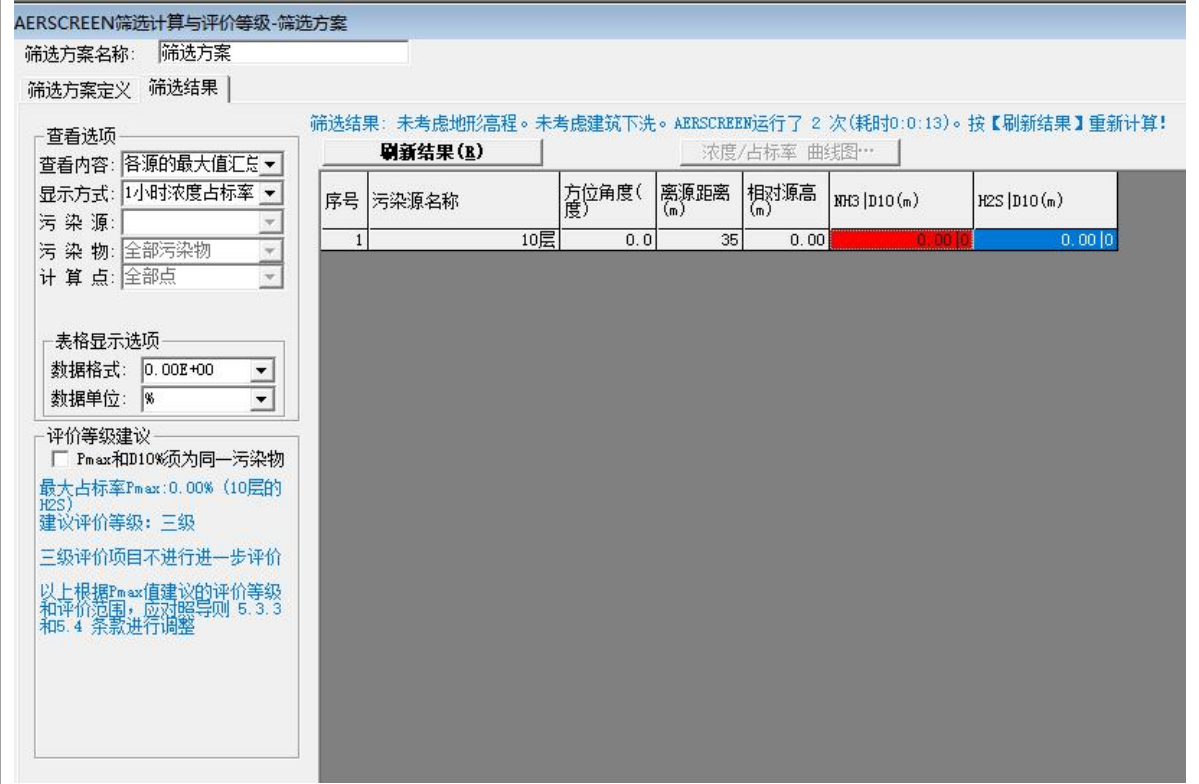 AERSCREEN筛选计算与评价等级-筛选方案
筛选方案名称: 筛选方案
筛选方案定义 筛选结果
查看选项
查看内容: 各源的最大值汇总
显示方式: 1小时浓度占标率
污 染 源:
污 染 物: 全部污染物
计 算 点: 全部点
表格显示选项
数据格式: 0.00E+00
数据单位: %
评价等级建议
Pmax和D10%须为同一污染物
最大占标率Pmax:0.00% (10层的
H2S)
建议评价等级: 三级
三级评价项目不进行进一步评价
以上根据Pmax值建议的评价等级
和评价范围，应对照导则 5.3.3
和5.4 条款进行调整
筛选结果: 未考虑地形高程。未考虑建筑下洗。AERSCREEN运行了 2 次(耗时0:0:13)。按【刷新结果】重新计算!
刷新结果(R) 浓度/占标率 曲线图…
序号 污染源名称 方位角度(度) 离源距离(m) 相对源高(m) NH3|D10(m) H2S|D10(m)
1 10层 0.0 35 0.00 0.00|0 0.00|0